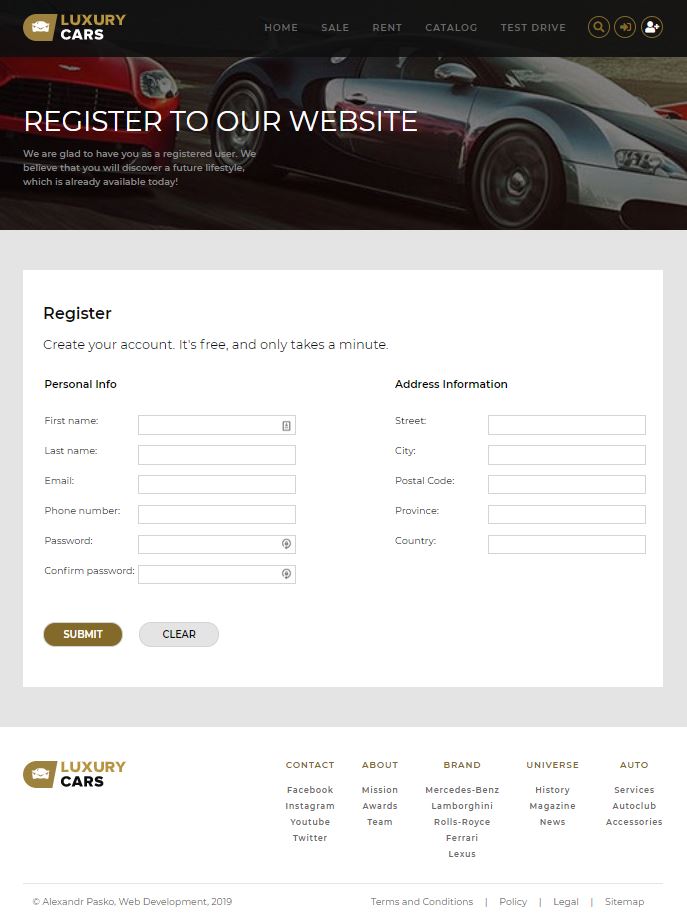 LUXURY
CARS
HOME SALE RENT CATALOG TEST DRIVE
REGISTER TO OUR WEBSITE
We are glad to have you as a registered user. We
believe that you will discover a future lifestyle,
which is already available today!
Register
Create your account. It's free, and only takes a minute.
Personal Info
First name:
Last name:
Email:
Phone number:
Password:
Confirm password:
Address Information
Street:
City:
Postal Code:
Province:
Country:
SUBMIT CLEAR
LUXURY
CARS
CONTACT
Facebook
Instagram
Youtube
Twitter
ABOUT
Mission
Awards
Team
BRAND
Mercedes-Benz
Lamborghini
Rolls-Royce
Ferrari
Lexus
UNIVERSE
History
Magazine
News
AUTO
Services
Autoclub
Accessories
© Alexandr Pasko, Web Development, 2019
Terms and Conditions | Policy | Legal | Sitemap